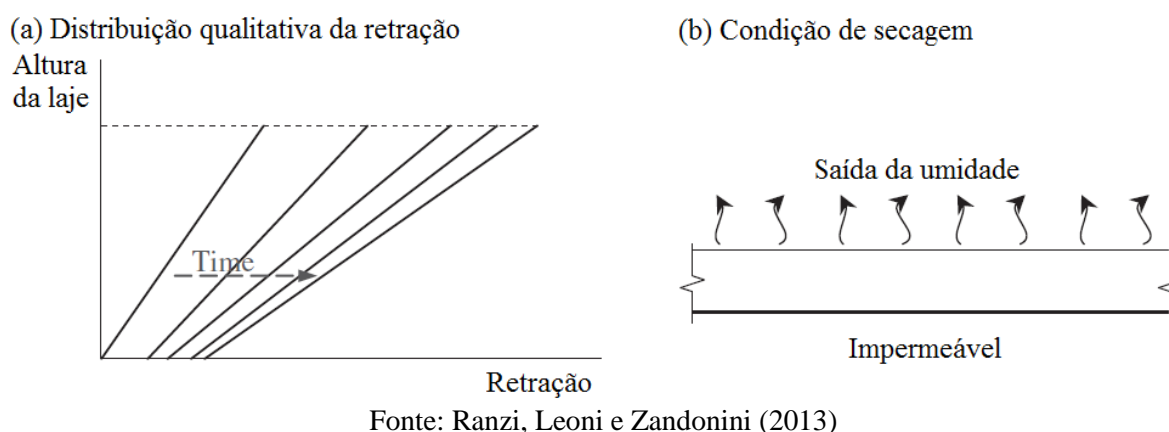 (a) Distribuição qualitativa da retração
Altura
da laje
Time
Retração
(b) Condição de secagem
Saída da umidade
Impermeável
Fonte: Ranzi, Leoni e Zandonini (2013)